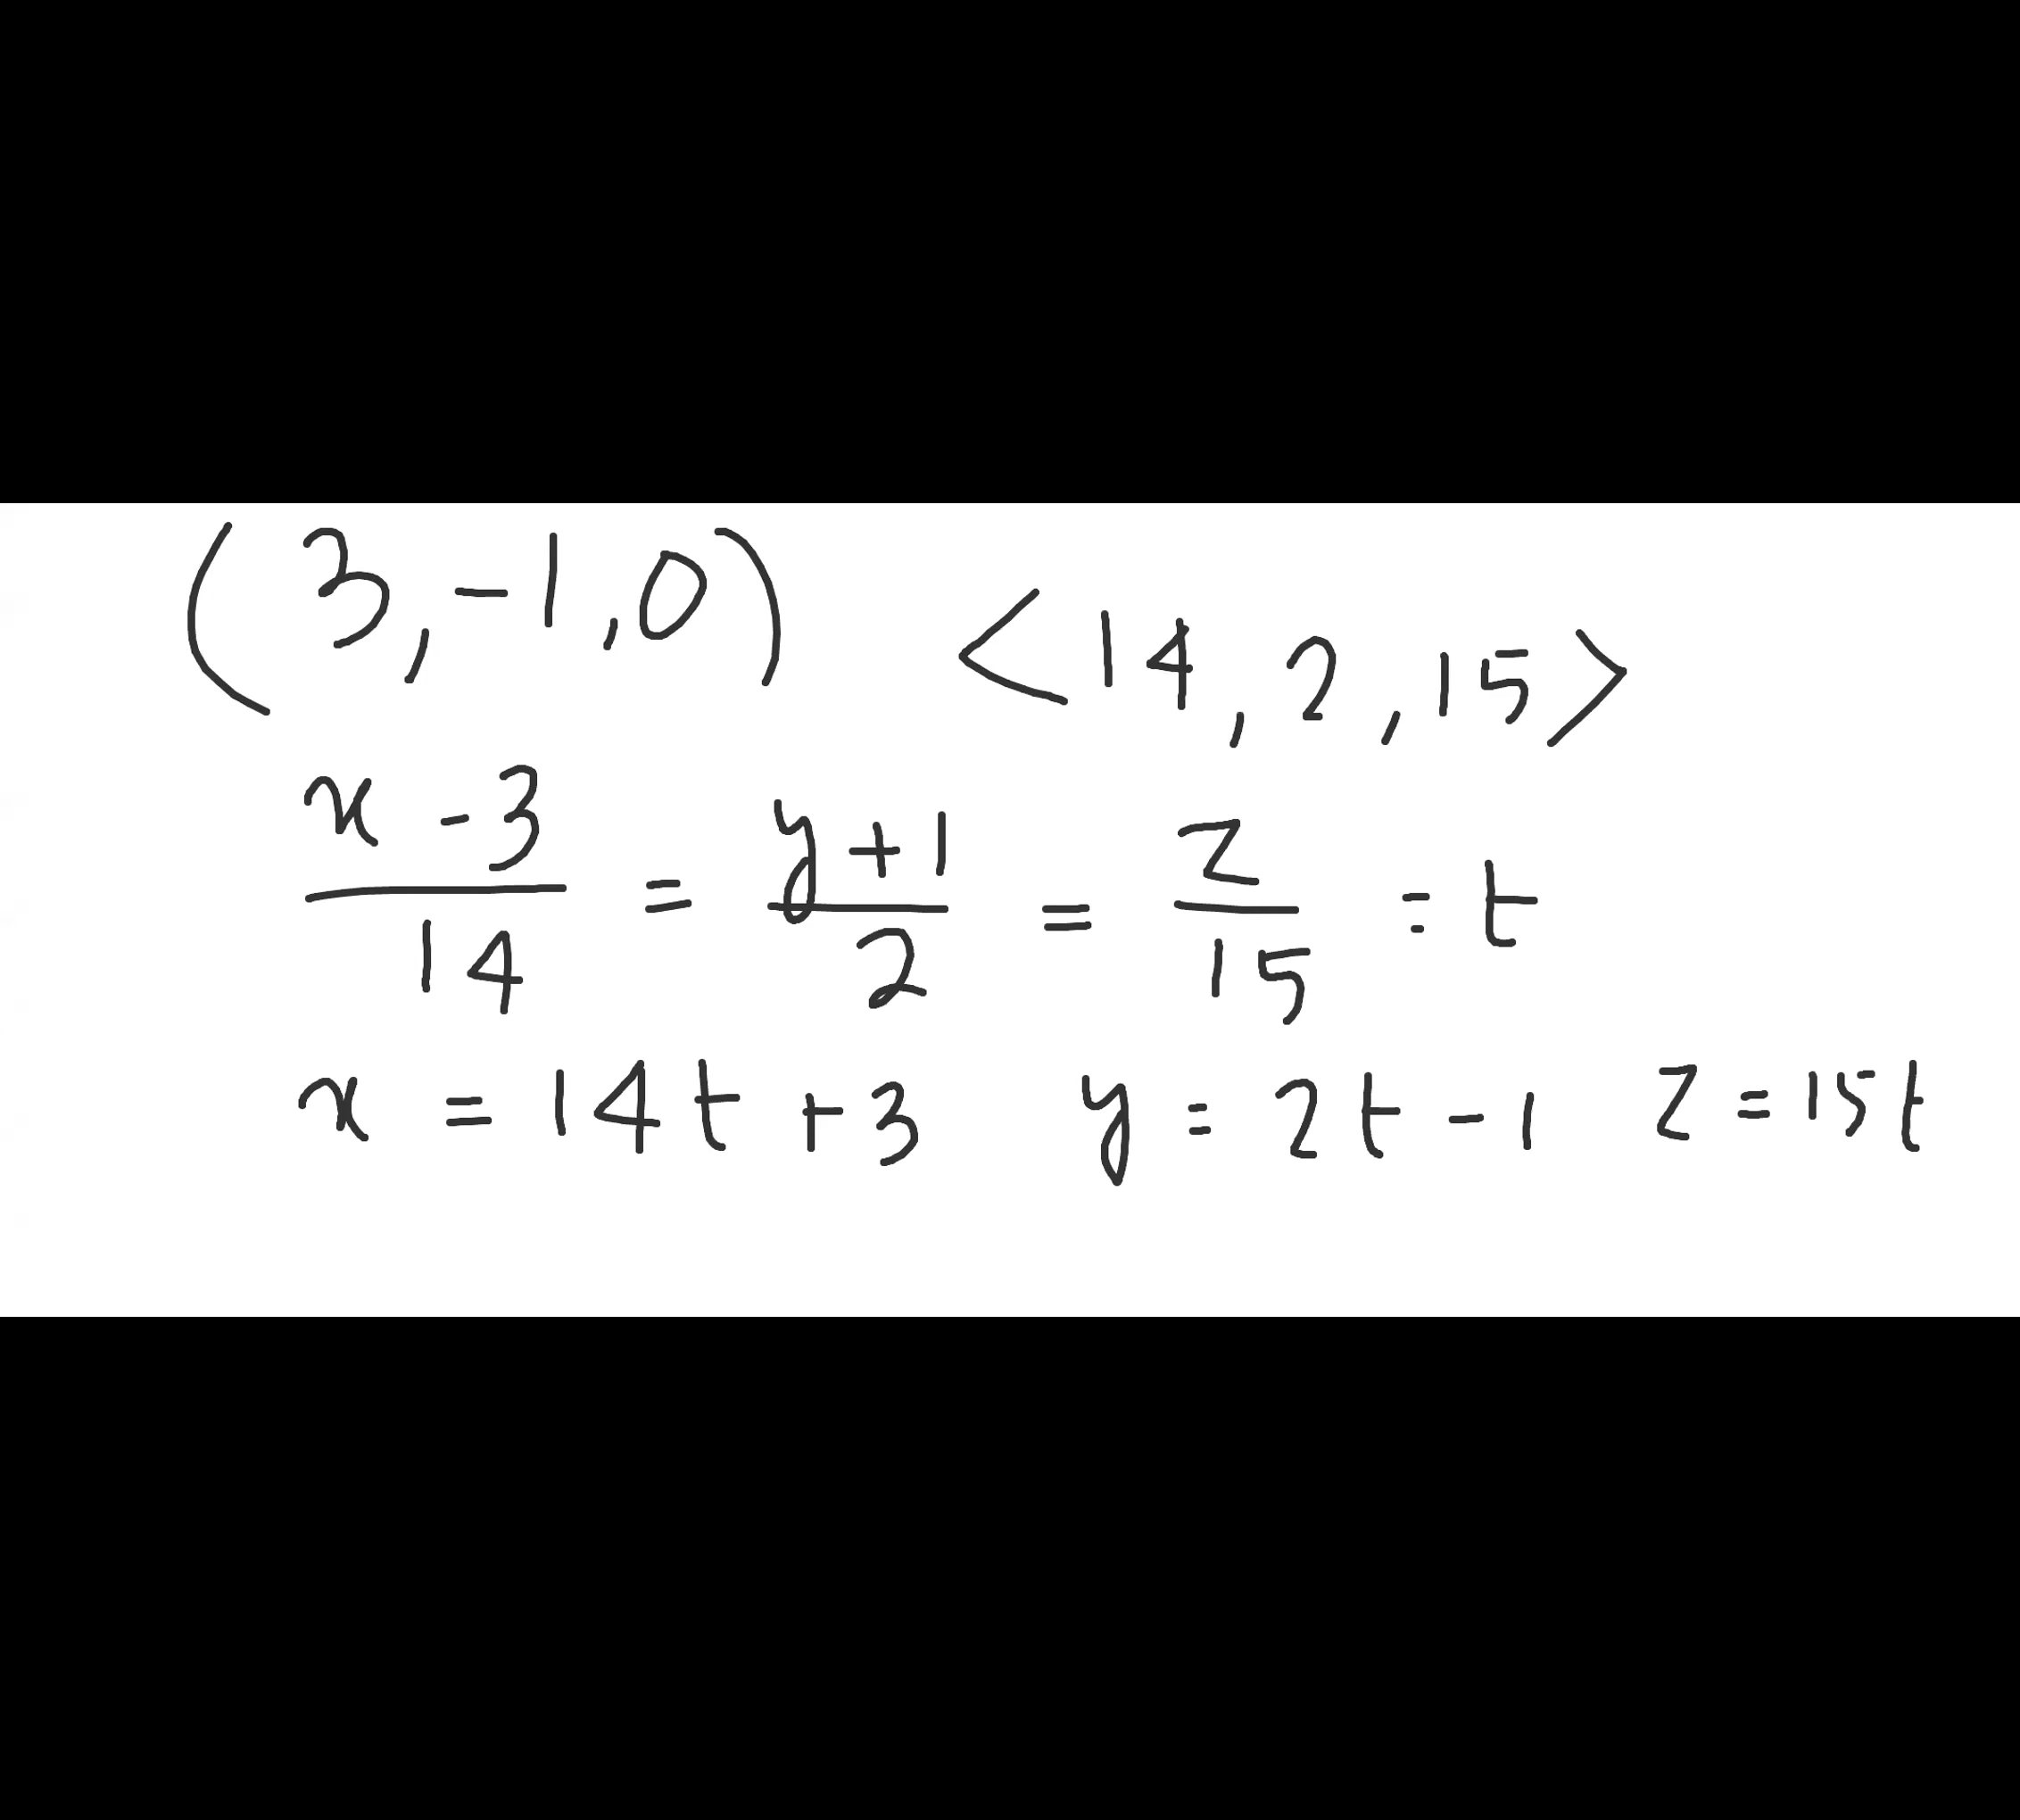 (3, -1, 0) <14, 2, 15>
x - 3 / 14 = y + 1 / 2 = z / 15 = t
x = 14t + 3 y = 2t - 1 z = 15t